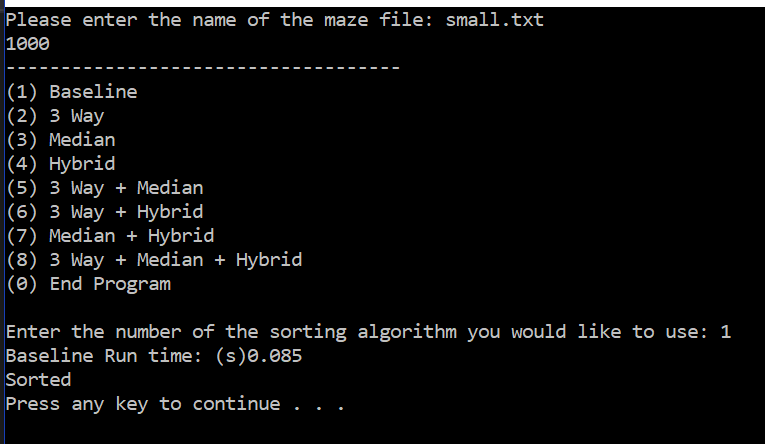 Please enter the name of the maze file: small.txt
1000
------------------------------------
(1) Baseline
(2) 3 Way
(3) Median
(4) Hybrid
(5) 3 Way + Median
(6) 3 Way + Hybrid
(7) Median + Hybrid
(8) 3 Way + Median + Hybrid
(0) End Program
Enter the number of the sorting algorithm you would like to use: 1
Baseline Run time: (s)0.085
Sorted
Press any key to continue . . .